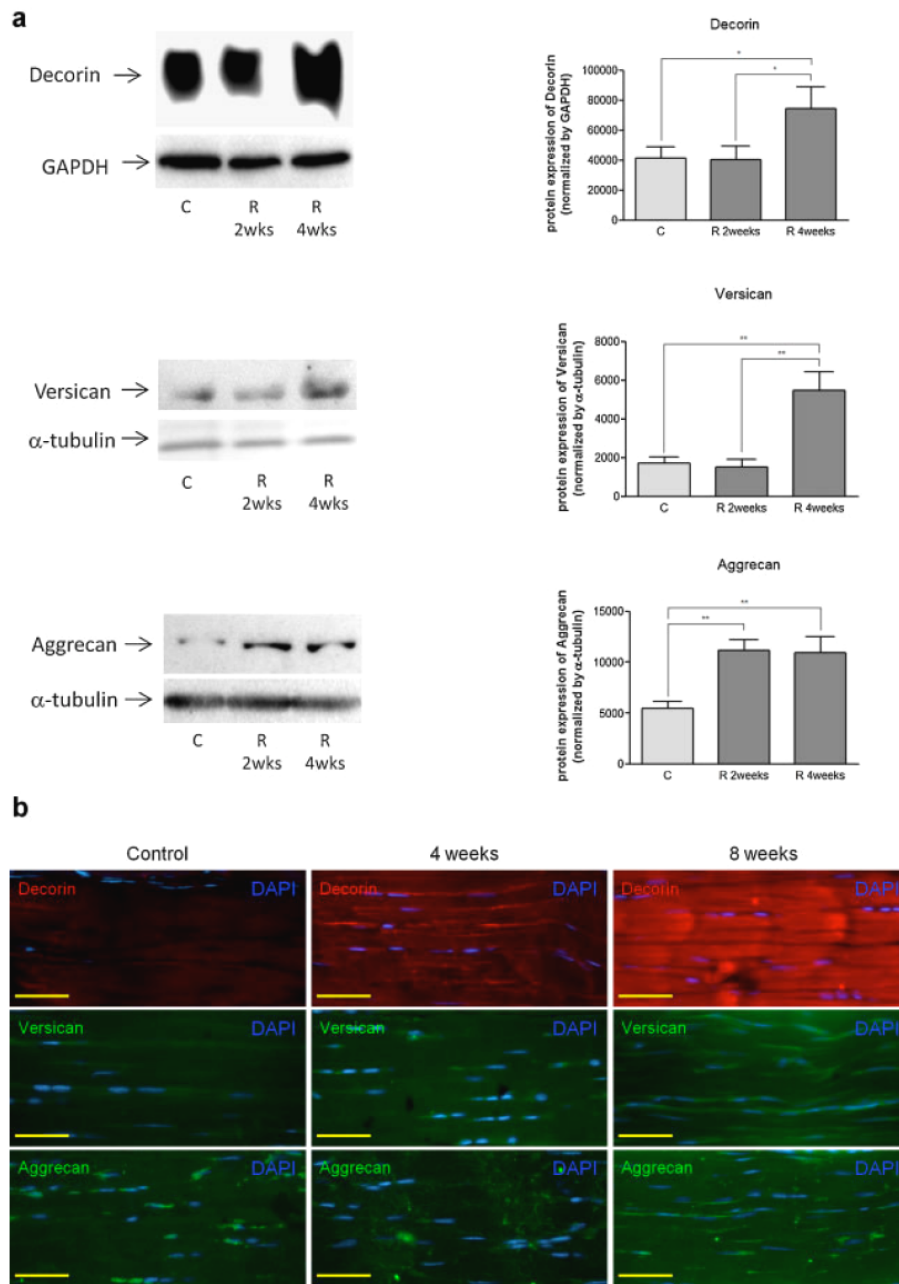 a
Decorin
GAPDH
C
R
2wks
R
4wks
Decorin
protein expression of Decorin
(normalized by GAPDH)
100000
80000
60000
40000
20000
0
*
*
C
R 2weeks
R 4weeks
Versican
α-tubulin
C
R
2wks
R
4wks
Versican
protein expression of Versican
(normalized by α-tubulin)
8000
6000
4000
2000
0
**
**
C
R 2weeks
R 4weeks
Aggrecan
α-tubulin
C
R
2wks
R
4wks
Aggrecan
protein expression of Aggrecan
(normalized by α-tubulin)
15000
10000
5000
0
**
**
C
R 2weeks
R 4weeks
b
Control
4 weeks
8 weeks
Decorin DAPI
Decorin DAPI
Decorin DAPI
Versican DAPI
Versican DAPI
Versican DAPI
Aggrecan DAPI
Aggrecan DAPI
Aggrecan DAPI